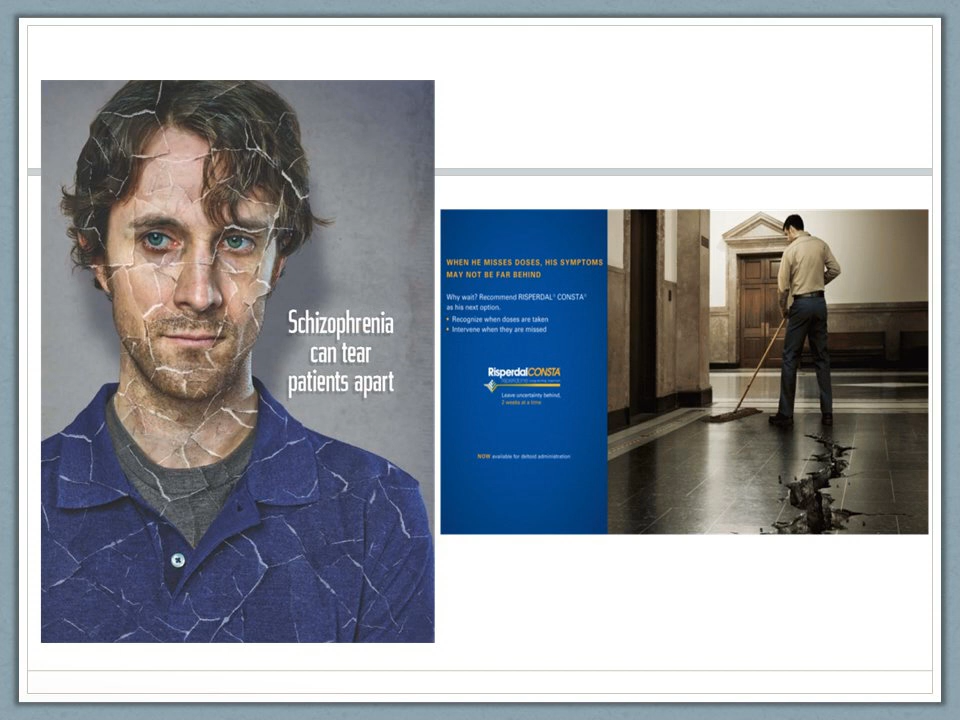 Schizophrenia
can tear
patients apart
WHEN HE MISSES DOSES, HIS SYMPTOMS
MAY NOT BE FAR BEHIND
Why wait? Recommend RISPERDAL® CONSTA®
as his next option.
• Recognize when doses are taken
• Intervene when they are missed
RisperdalCONSTA
Leave uncertainty behind,
2 weeks at a time
NOW available for deltoid administration